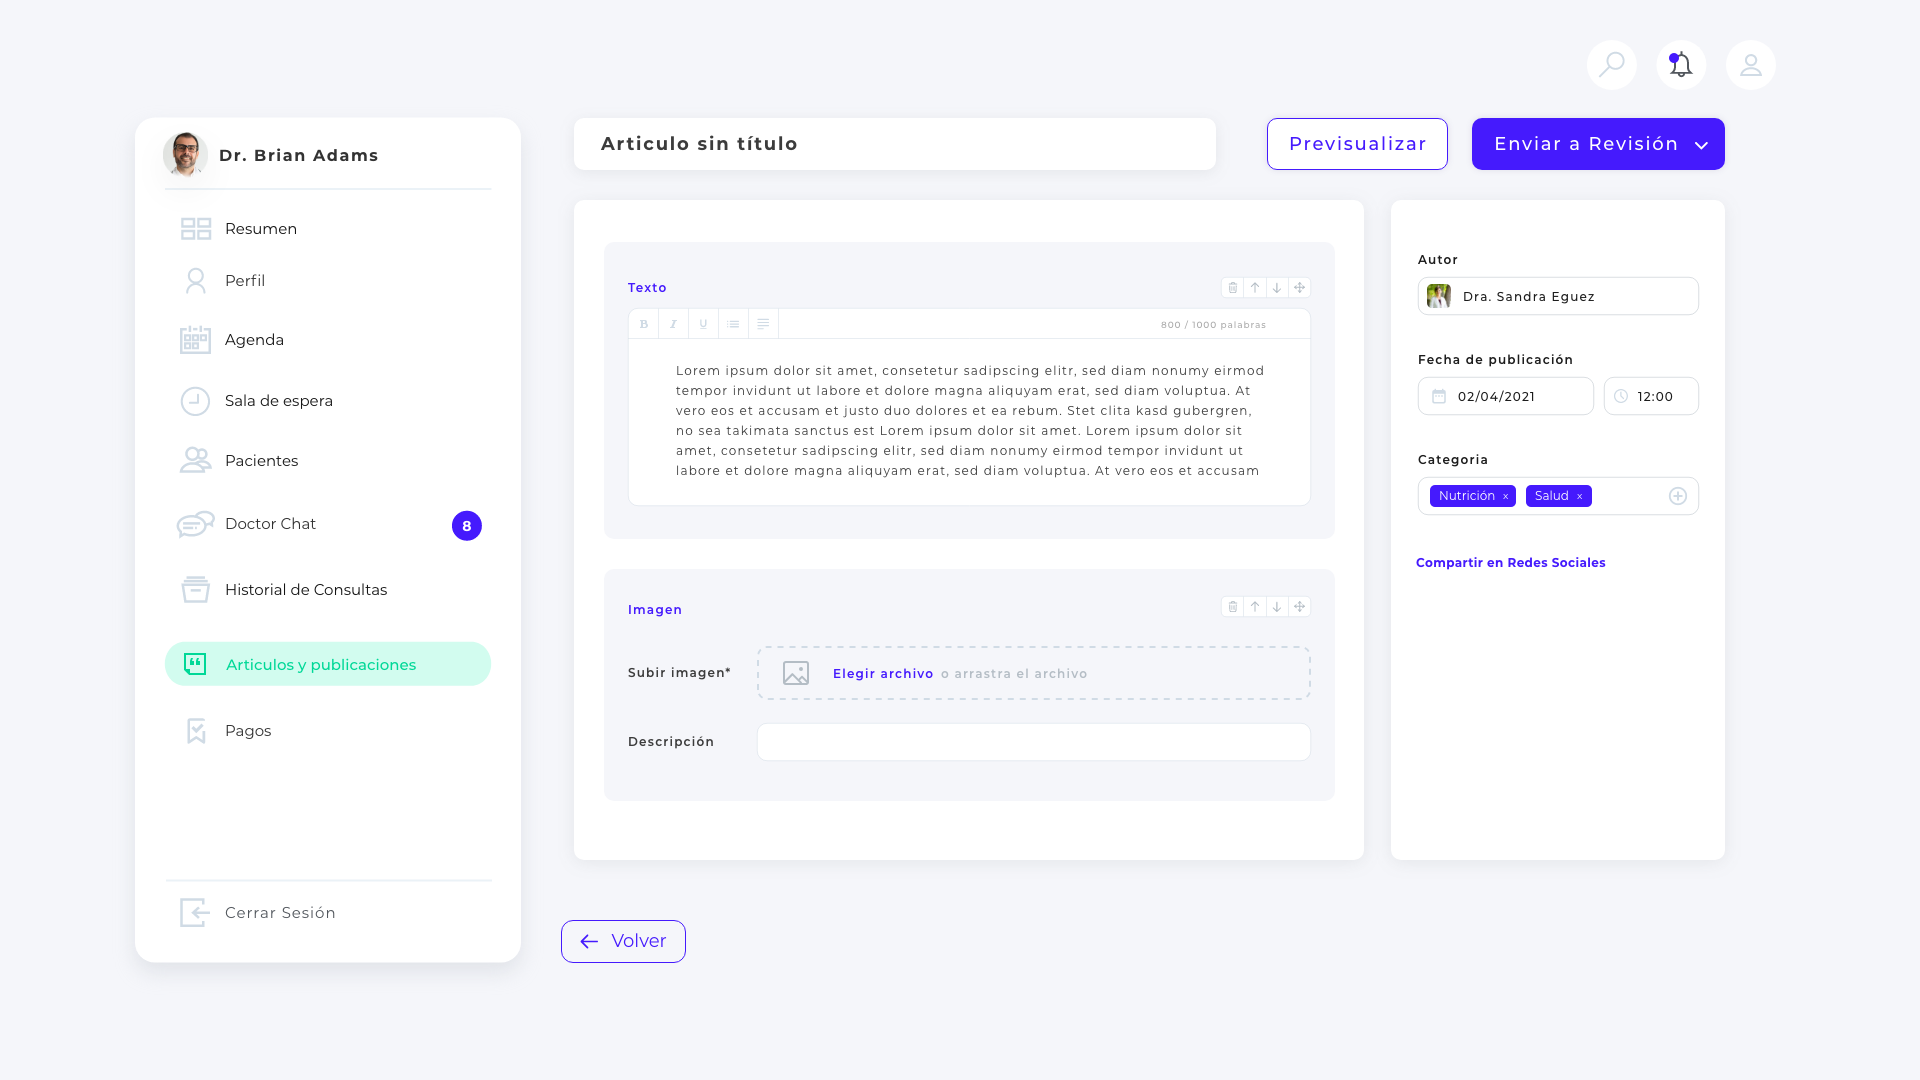 Dr. Brian Adams
Resumen
Perfil
Agenda
Sala de espera
Pacientes
Doctor Chat
8
Historial de Consultas
Articulos y publicaciones
Pagos
Cerrar Sesión
Articulo sin título
Previsualizar
Enviar a Revisión
Texto
B I U
800 / 1000 palabras
Lorem ipsum dolor sit amet, consetetur sadipscing elitr, sed diam nonumy eirmod
tempor invidunt ut labore et dolore magna aliquyam erat, sed diam voluptua. At
vero eos et accusam et justo duo dolores et ea rebum. Stet clita kasd gubergren,
no sea takimata sanctus est Lorem ipsum dolor sit amet. Lorem ipsum dolor sit
amet, consetetur sadipscing elitr, sed diam nonumy eirmod tempor invidunt ut
labore et dolore magna aliquyam erat, sed diam voluptua. At vero eos et accusam
Imagen
Subir imagen*
Elegir archivo o arrastra el archivo
Descripción
Autor
Dra. Sandra Eguez
Fecha de publicación
02/04/2021
12:00
Categoria
Nutrición x
Salud x
Compartir en Redes Sociales
Volver